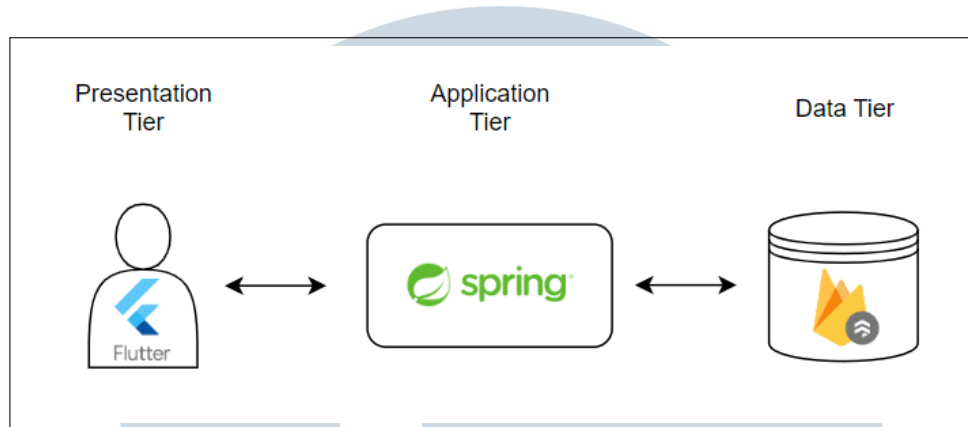 Presentation
Tier
Application
Tier
Data Tier
Flutter
spring